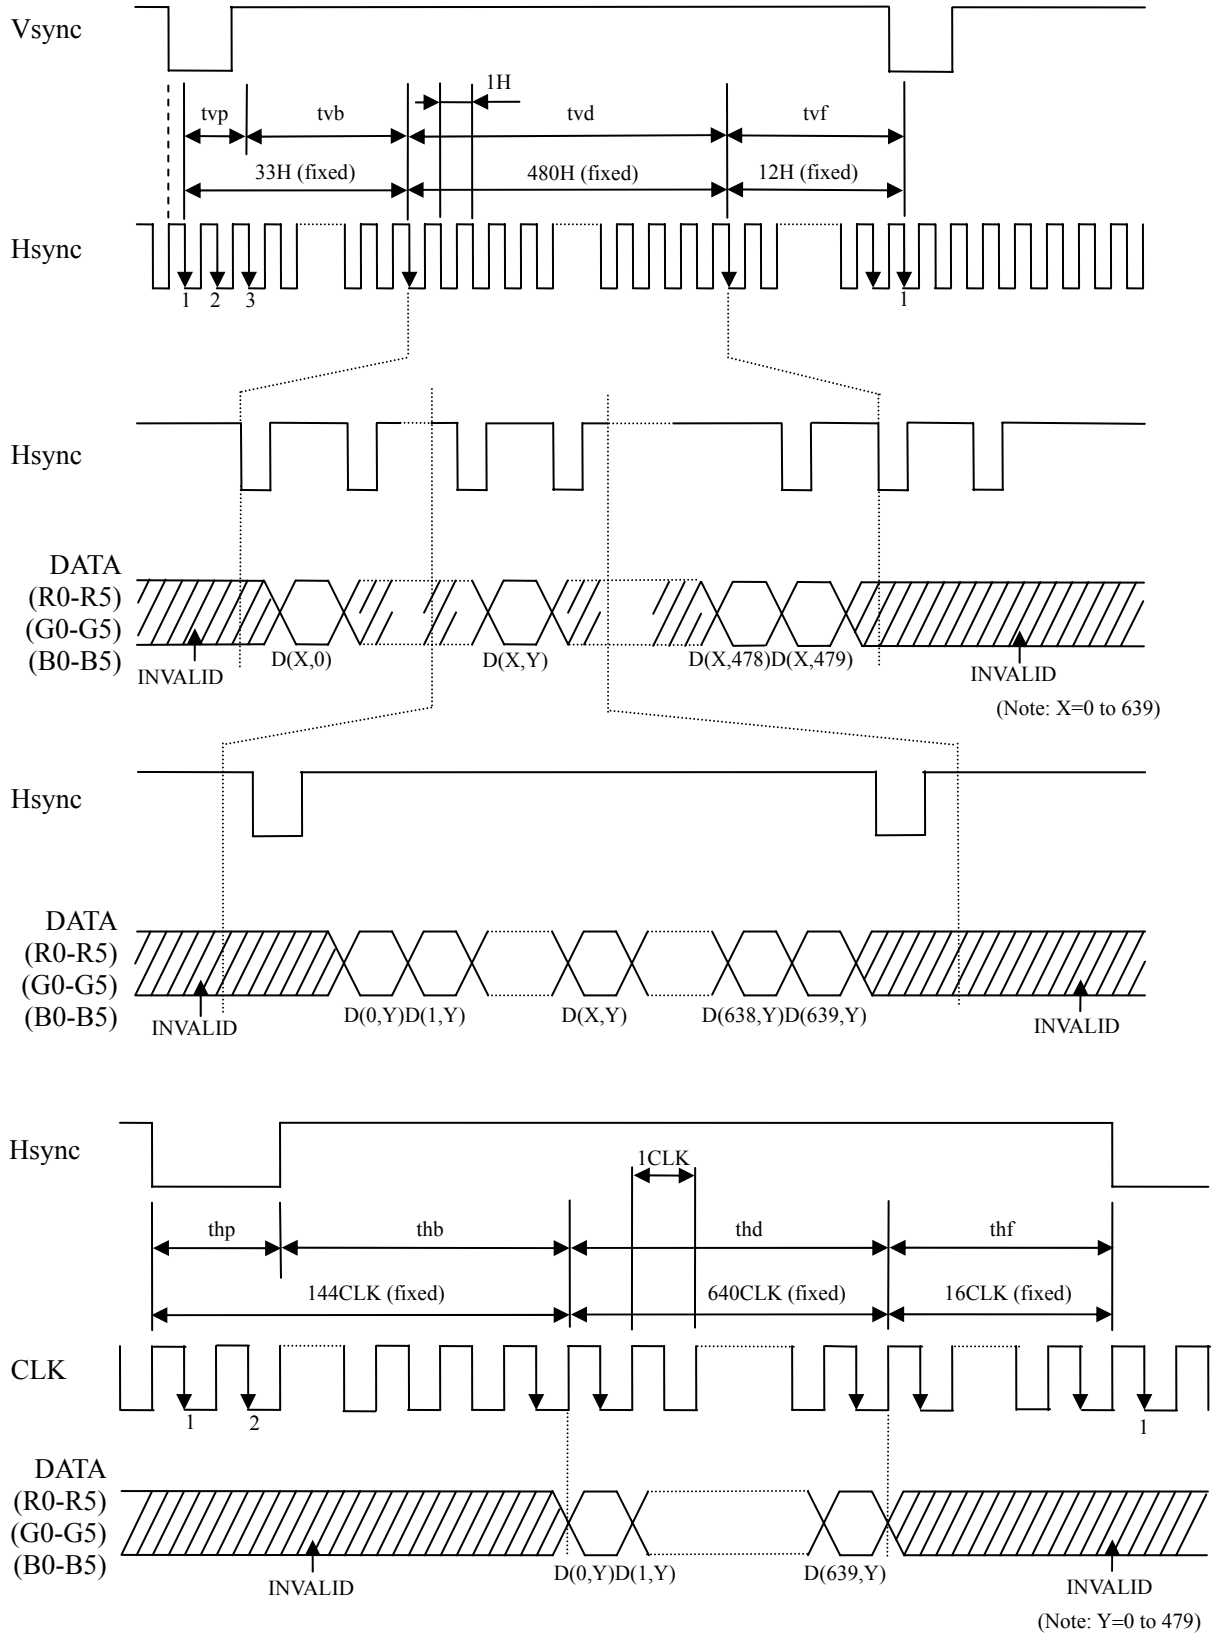 Vsync
1H
tvp tvb tvd tvf
33H (fixed) 480H (fixed) 12H (fixed)
Hsync
1 2 3 1
Hsync
DATA
(R0-R5)
(G0-G5)
(B0-B5)
D(X,0) D(X,Y) D(X,478)D(X,479)
INVALID INVALID
(Note: X=0 to 639)
Hsync
DATA
(R0-R5)
(G0-G5)
(B0-B5)
D(0,Y)D(1,Y) D(X,Y) D(638,Y)D(639,Y)
INVALID INVALID
Hsync
1CLK
thp thb thd thf
144CLK (fixed) 640CLK (fixed) 16CLK (fixed)
CLK
1 2 1
DATA
(R0-R5)
(G0-G5)
(B0-B5)
D(0,Y)D(1,Y) D(639,Y)
INVALID INVALID
(Note: Y=0 to 479)